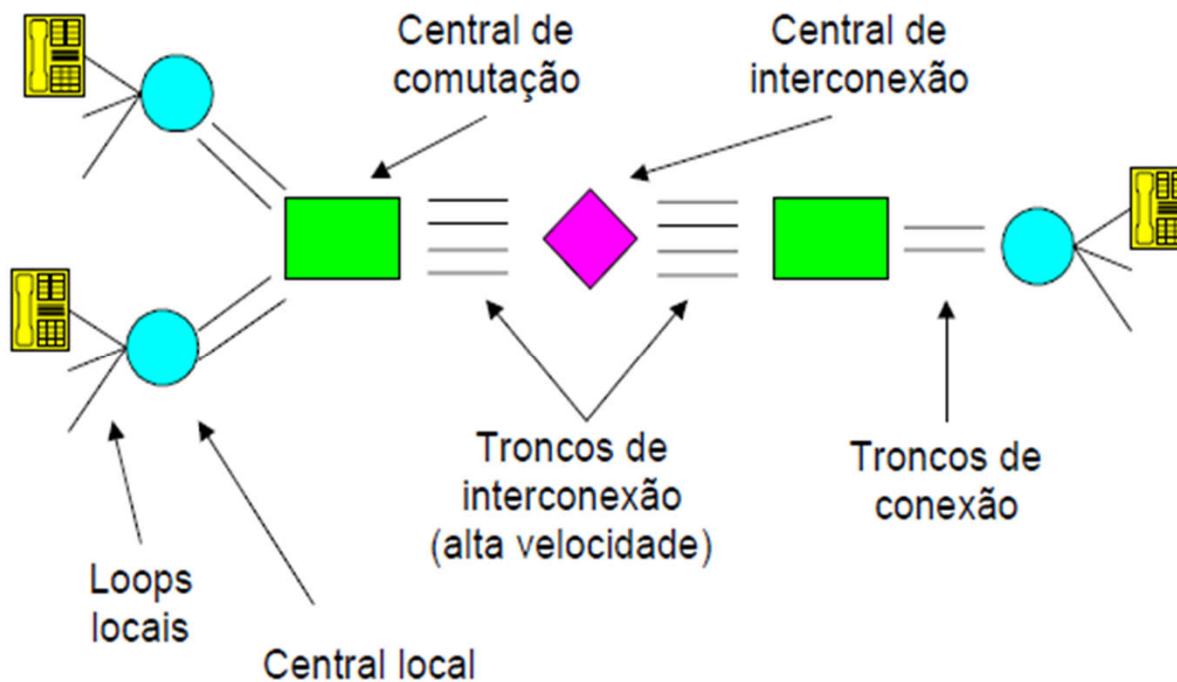 Central de
comutação
Central de
interconexão
Troncos de
interconexão
(alta velocidade)
Troncos de
conexão
Loops
locais
Central local